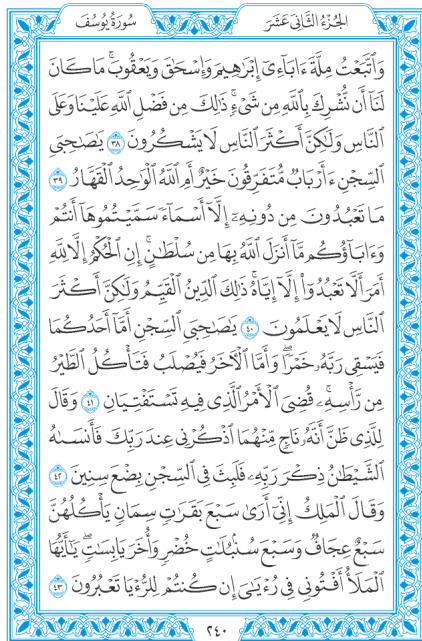 الجزء الثاني عشر
سورة يوسف
وَٱتَّبَعْتُ مِلَّةَ ءَابَآءِىٓ إِبْرَٰهِيمَ وَإِسْحَٰقَ وَيَعْقُوبَ ۚ مَا كَانَ
لَنَآ أَن نُّشْرِكَ بِٱللَّهِ مِن شَىْءٍ ۚ ذَٰلِكَ مِن فَضْلِ ٱللَّهِ عَلَيْنَا وَعَلَى
ٱلنَّاسِ وَلَٰكِنَّ أَكْثَرَ ٱلنَّاسِ لَا يَشْكُرُونَ ٣٨ يَٰصَىٰحِبَىِ
ٱلسِّجْنِ ءَأَرْبَابٌ مُّتَفَرِّقُونَ خَيْرٌ أَمِ ٱللَّهُ ٱلْوَٰحِدُ ٱلْقَهَّارُ ٣٩
مَا تَعْبُدُونَ مِن دُونِهِۦٓ إِلَّآ أَسْمَآءً سَمَّيْتُمُوهَآ أَنتُمْ
وَءَابَآؤُكُم مَّآ أَنزَلَ ٱللَّهُ بِهَا مِن سُلْطَٰنٍ ۚ إِنِ ٱلْحُكْمُ إِلَّا لِلَّهِ ۚ
أَمَرَ أَلَّا تَعْبُدُوٓا۟ إِلَّآ إِيَّاهُ ۚ ذَٰلِكَ ٱلدِّينُ ٱلْقَيِّمُ وَلَٰكِنَّ أَكْثَرَ
ٱلنَّاسِ لَا يَعْلَمُونَ ٤٠ يَٰصَىٰحِبَىِ ٱلسِّجْنِ أَمَّآ أَحَدُكُمَا
فَيَسْقِى رَبَّهُۥ خَمْرًا ۖ وَأَمَّا ٱلْءَاخَرُ فَيُصْلَبُ فَتَأْكُلُ ٱلطَّيْرُ
مِن رَّأْسِهِۦ ۚ قُضِىَ ٱلْأَمْرُ ٱلَّذِى فِيهِ تَسْتَفْتِيَانِ ٤١ وَقَالَ
لِلَّذِى ظَنَّ أَنَّهُۥ نَاجٍ مِّنْهُمَا ٱذْكُرْنِى عِندَ رَبِّكَ فَأَنسَىٰهُ
ٱلشَّيْطَٰنُ ذِكْرَ رَبِّهِۦ فَلَبِثَ فِى ٱلسِّجْنِ بِضْعَ سِنِينَ ٤٢
وَقَالَ ٱلْمَلِكُ إِنِّىٓ أَرَىٰ سَبْعَ بَقَرَٰتٍ سِمَانٍ يَأْكُلُهُنَّ
سَبْعٌ عِجَافٌ وَسَبْعَ سُنۢبُلَٰتٍ خُضْرٍ وَأُخَرَ يَابِسَٰتٍ ۖ يَٰٓأَيُّهَا
ٱلْمَلَأُ أَفْتُونِى فِى رُءْيَٰىَ إِن كُنتُمْ لِلرُّءْيَا تَعْبُرُونَ ٤٣
٢٤٠